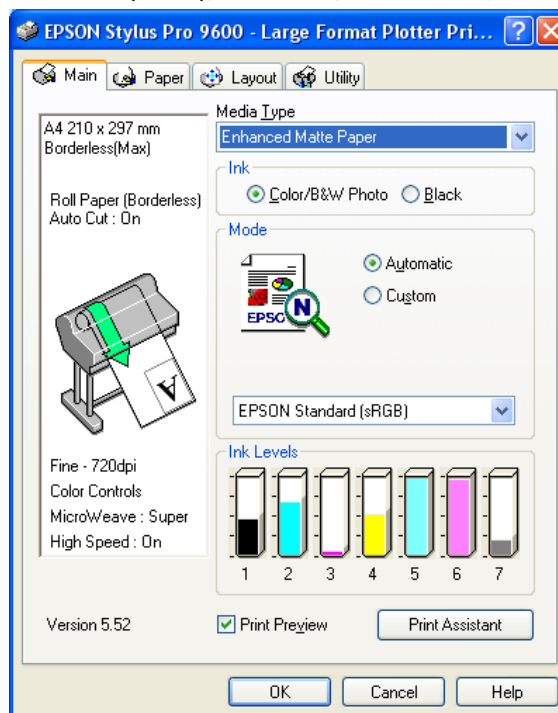 EPSON Stylus Pro 9600 - Large Format Plotter Pri...
Main
Paper
Layout
Utility
A4 210 x 297 mm
Borderless(Max)
Roll Paper (Borderless)
Auto Cut : On
Fine - 720dpi
Color Controls
MicroWeave : Super
High Speed : On
Version 5.52
Media Type
Enhanced Matte Paper
Ink
Color/B&W Photo
Black
Mode
EPSO
N
Automatic
Custom
EPSON Standard (sRGB)
Ink Levels
1 2 3 4 5 6 7
Print Preview
Print Assistant
OK
Cancel
Help